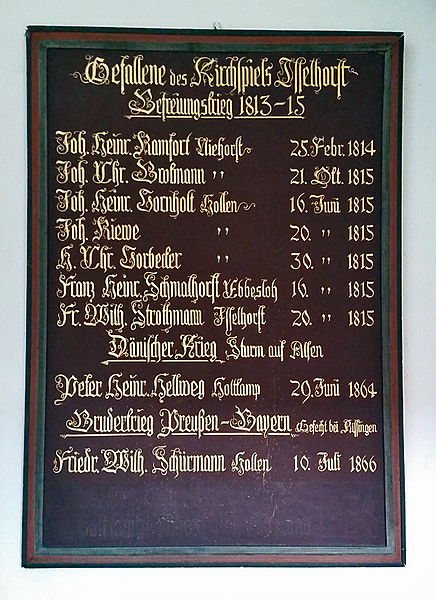 Gefallene des Kirchspiels Isselhorst
Befreiungskrieg 1813-15
Joh. Heinr. Ramfort Niehorst 25. Febr. 1814
Joh. Chr. Broßmann " 21. Okt. 1815
Joh. Heinr. Cornholt Hollen 16. Juni 1815
Joh. Kiewe " 20. " 1815
H. Chr. Torbecker " 30. " 1815
Franz Heinr. Schmalhorst Ebbesloh 16. " 1815
Fr. Wilh. Strothmann Isselhorst 20. " 1815
Dänischer Krieg Sturm auf Alsen
Peter Heinr. Hellweg Holtkamp 29. Juni 1864
Bruderkrieg Preußen-Bayern Gefecht bei Kissingen
Friedr. Wilh. Schürmann Hollen 10. Juli 1866